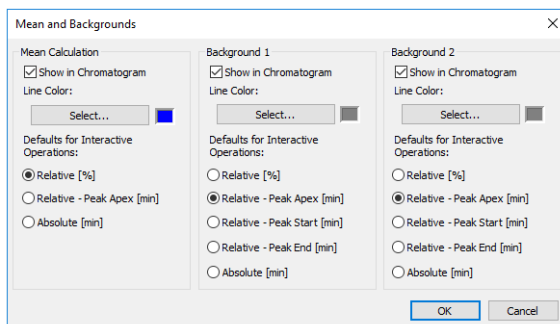 Mean and Backgrounds
Mean Calculation
Show in Chromatogram
Line Color:
Select...
Defaults for Interactive
Operations:
Relative [%]
Relative - Peak Apex [min]
Absolute [min]
Background 1
Show in Chromatogram
Line Color:
Select...
Defaults for Interactive
Operations:
Relative [%]
Relative - Peak Apex [min]
Relative - Peak Start [min]
Relative - Peak End [min]
Absolute [min]
Background 2
Show in Chromatogram
Line Color:
Select...
Defaults for Interactive
Operations:
Relative [%]
Relative - Peak Apex [min]
Relative - Peak Start [min]
Relative - Peak End [min]
Absolute [min]
OK
Cancel